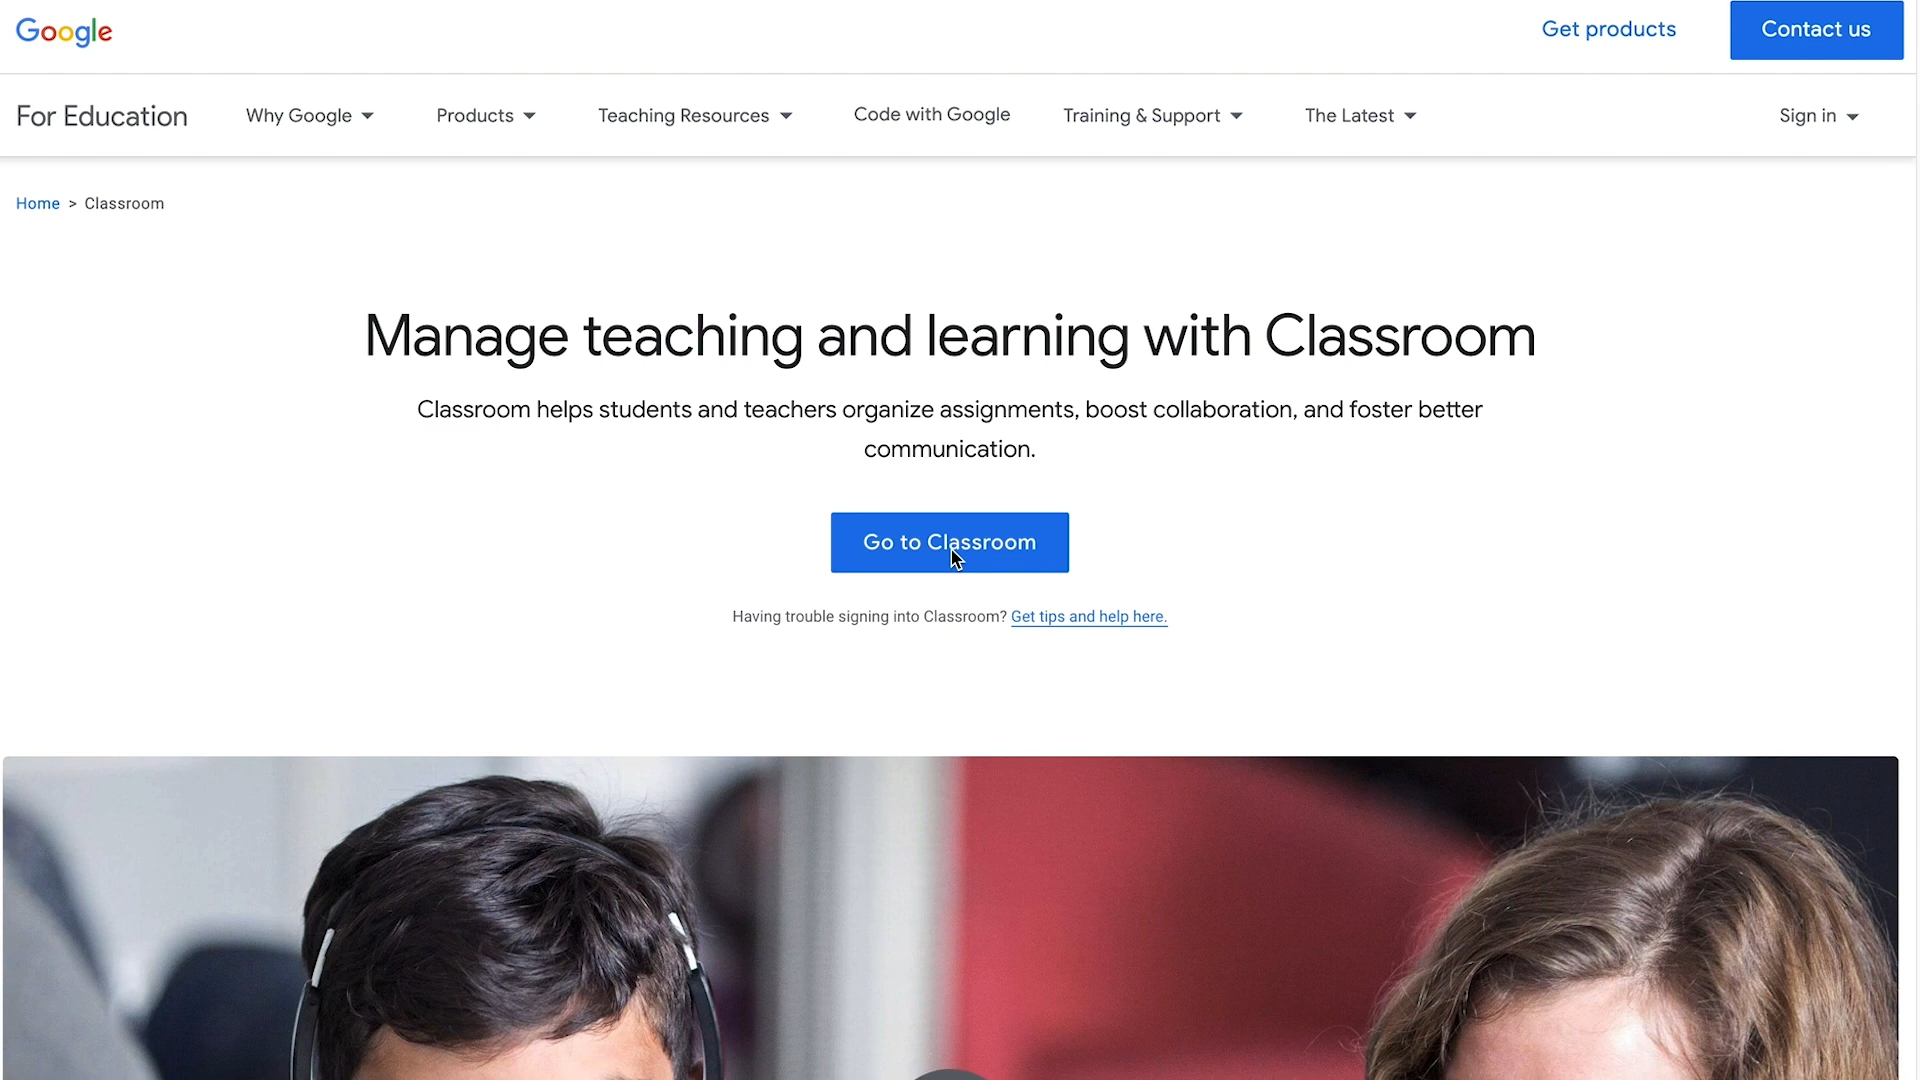 Google
Get products
Contact us
For Education
Why Google
Products
Teaching Resources
Code with Google
Training & Support
The Latest
Sign in
Home > Classroom
Manage teaching and learning with Classroom
Classroom helps students and teachers organize assignments, boost collaboration, and foster better
communication.
Go to Classroom
Having trouble signing into Classroom? Get tips and help here.